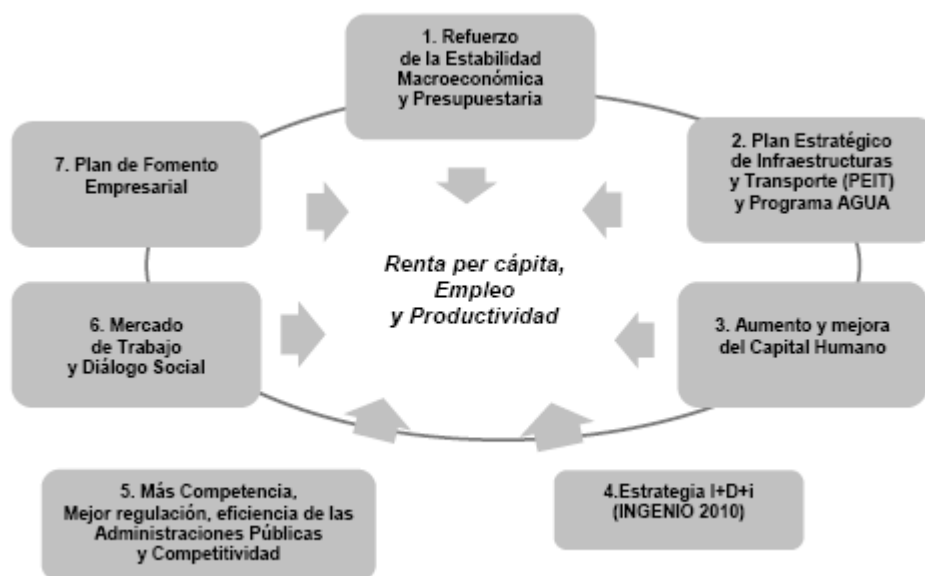 1. Refuerzo
de la Estabilidad
Macroeconómica
y Presupuestaria
2. Plan Estratégico
de Infraestructuras
y Transporte (PEIT)
y Programa AGUA
3. Aumento y mejora
del Capital Humano
4.Estrategia I+D+i
(INGENIO 2010)
5. Más Competencia,
Mejor regulación, eficiencia de las
Administraciones Públicas
y Competitividad
6. Mercado
de Trabajo
y Diálogo Social
7. Plan de Fomento
Empresarial
Renta per cápita,
Empleo
y Productividad